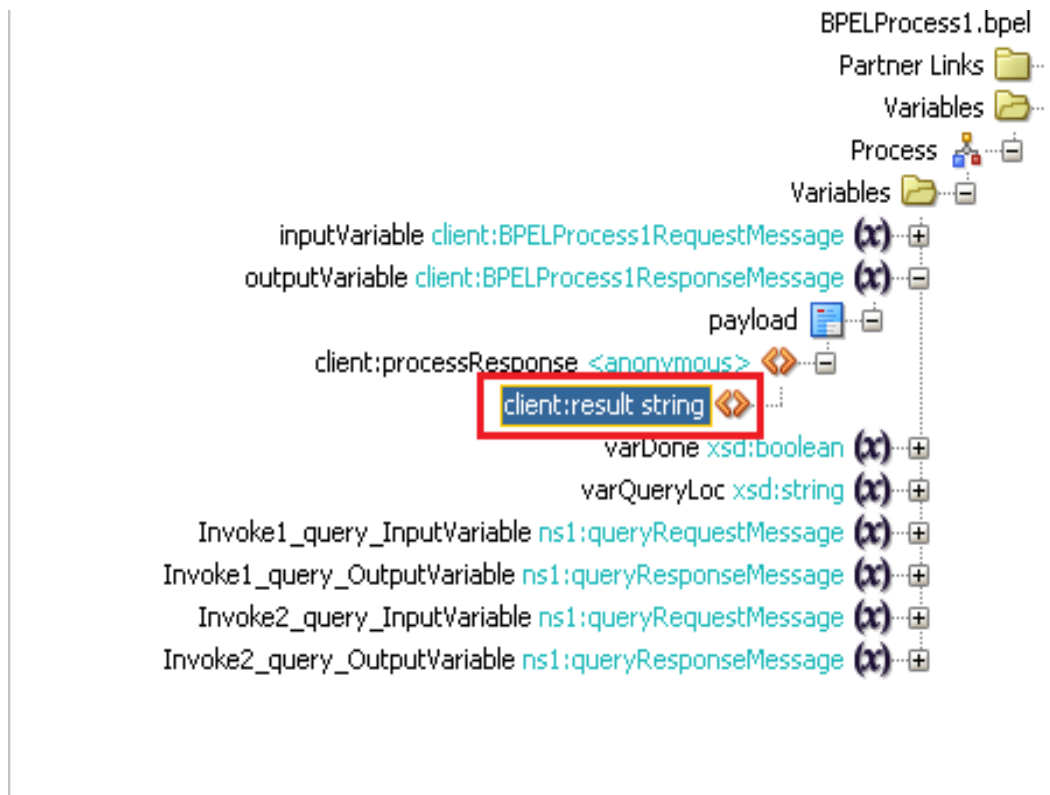 BPELProcess1.bpel
Partner Links
Variables
Process
Variables
inputVariable client:BPELProcess1RequestMessage (x)
outputVariable client:BPELProcess1ResponseMessage (x)
payload
client:processResponse <anonymous>
client:result string
varDone xsd:boolean (x)
varQueryLoc xsd:string (x)
Invoke1_query_InputVariable ns1:queryRequestMessage (x)
Invoke1_query_OutputVariable ns1:queryResponseMessage (x)
Invoke2_query_InputVariable ns1:queryRequestMessage (x)
Invoke2_query_OutputVariable ns1:queryResponseMessage (x)